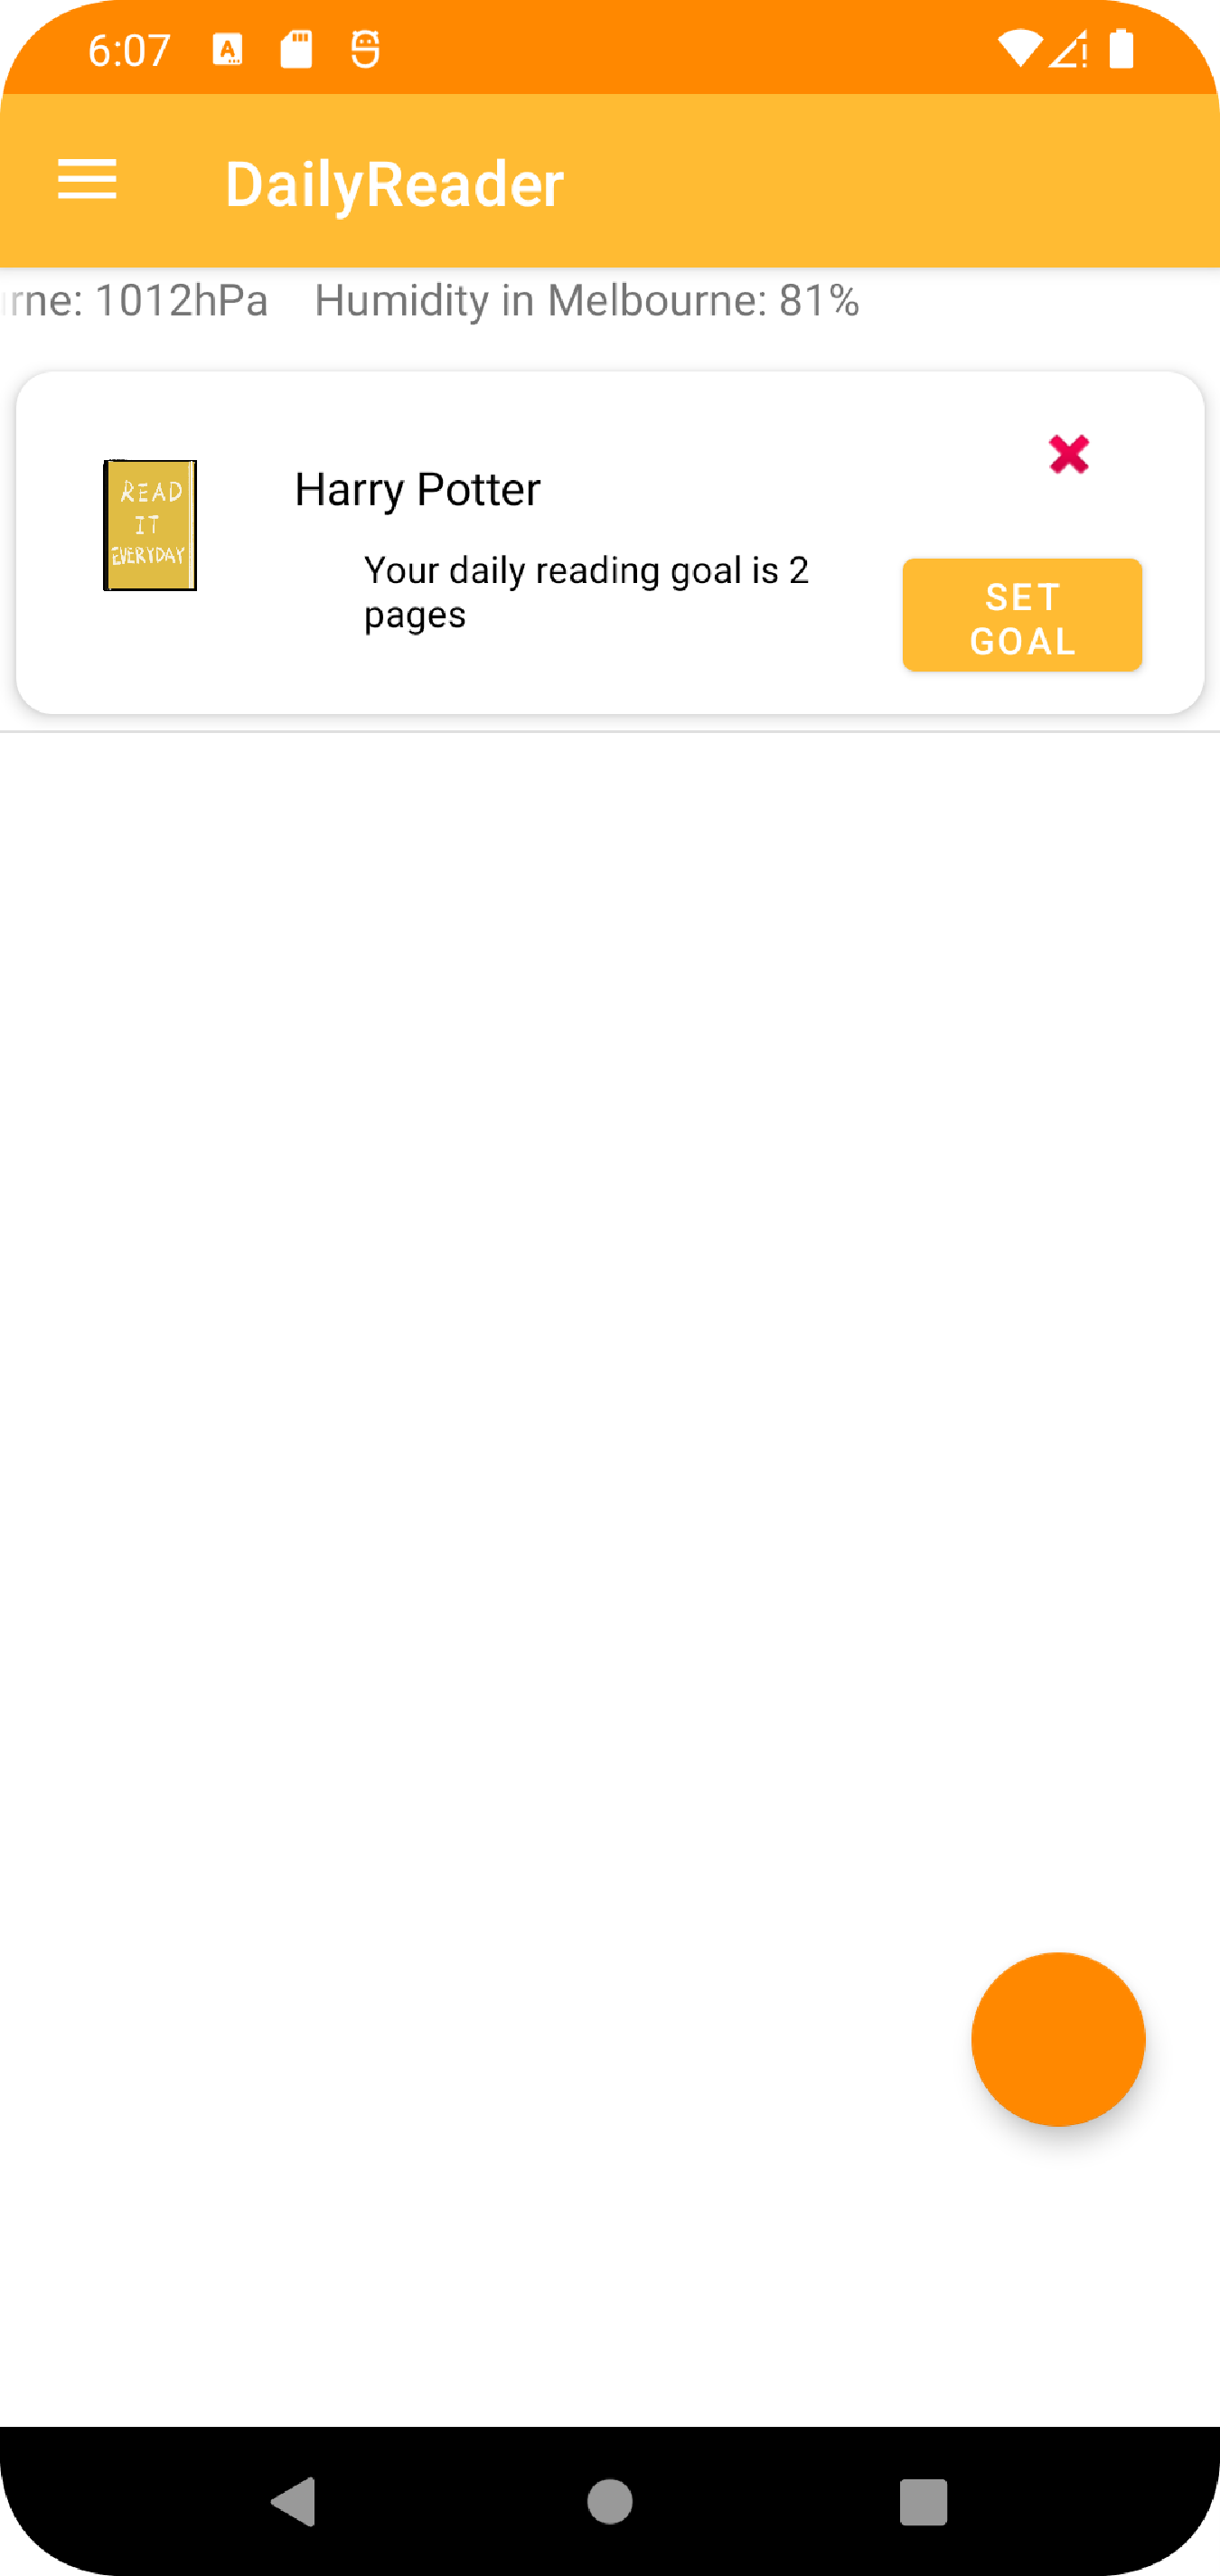 6:07
DailyReader
rne: 1012hPa Humidity in Melbourne: 81%
READ
IT
EVERYDAY
Harry Potter
Your daily reading goal is 2
pages
SET
GOAL